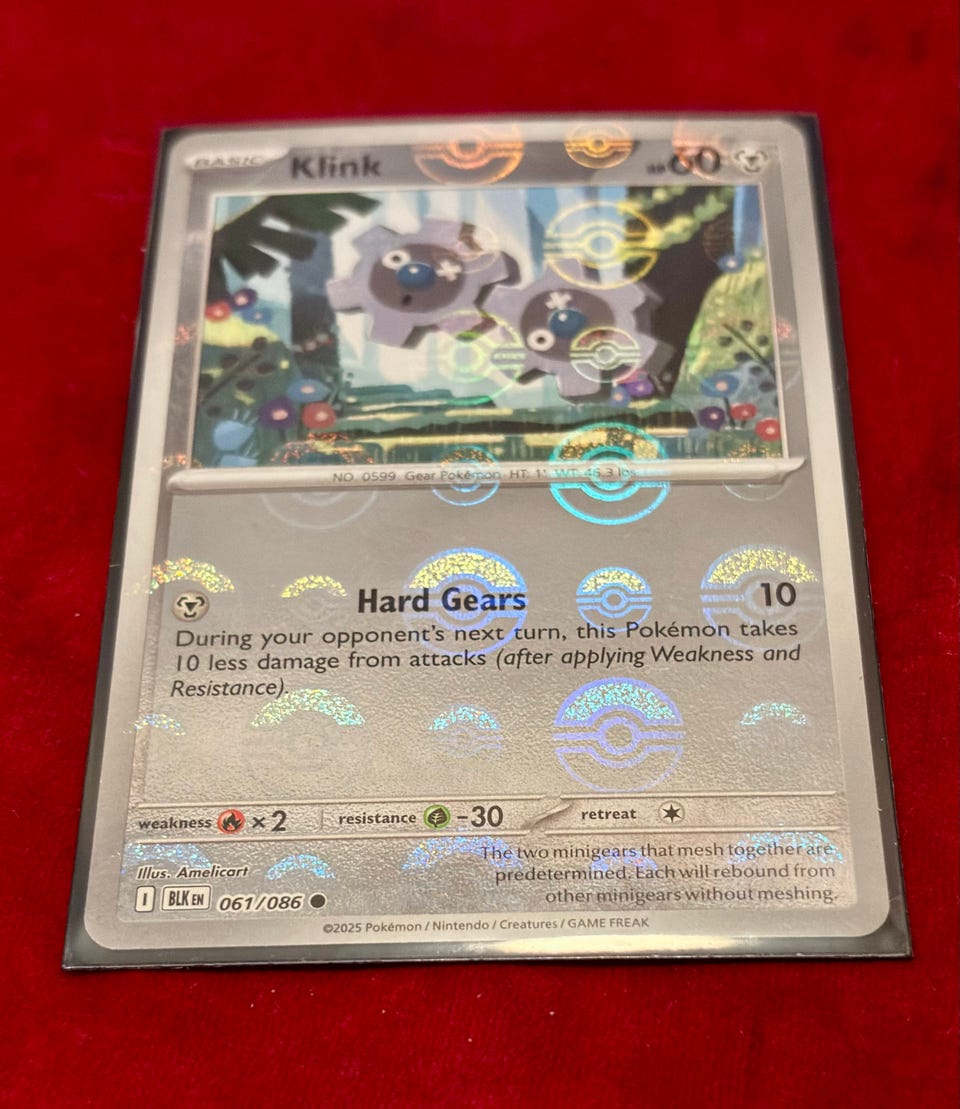 BASIC Klink HP 60
NO. 0599 Gear Pokémon HT: 1' WT: 46.3 lbs.
Hard Gears 10
During your opponent's next turn, this Pokémon takes
10 less damage from attacks (after applying Weakness and
Resistance).
weakness ×2 resistance -30 retreat
Illus. Amelicart
The two minigears that mesh together are
predetermined. Each will rebound from
other minigears without meshing.
I BLK EN 061/086
©2025 Pokémon / Nintendo / Creatures / GAME FREAK